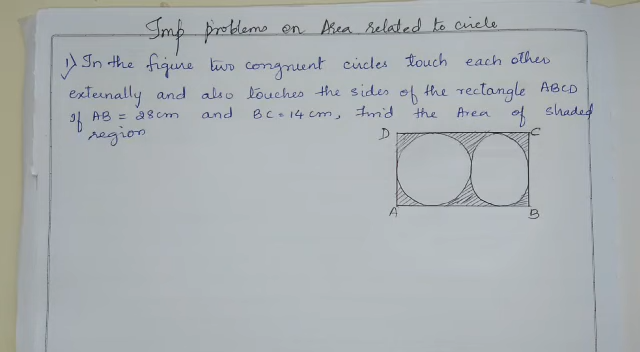 Imp problems on Area related to circle
1) In the figure two congruent circles touch each other
externally and also touches the sides of the rectangle ABCD
If AB = 28cm and BC = 14 cm, Find the Area of shaded
region
D C
A B